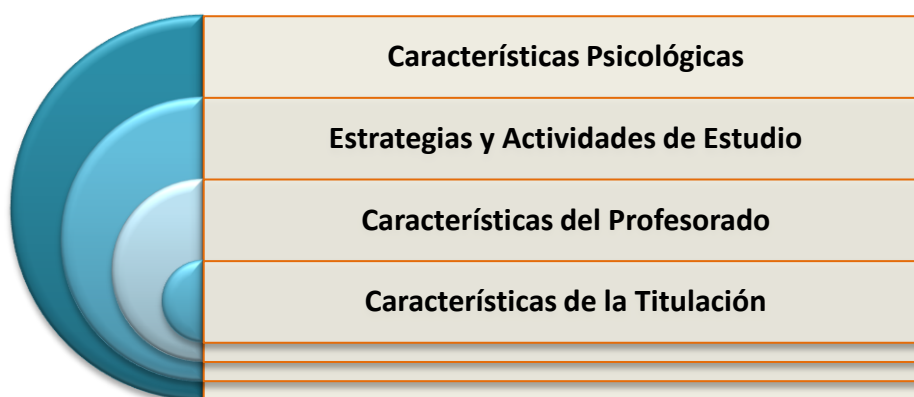 Características Psicológicas
Estrategias y Actividades de Estudio
Características del Profesorado
Características de la Titulación